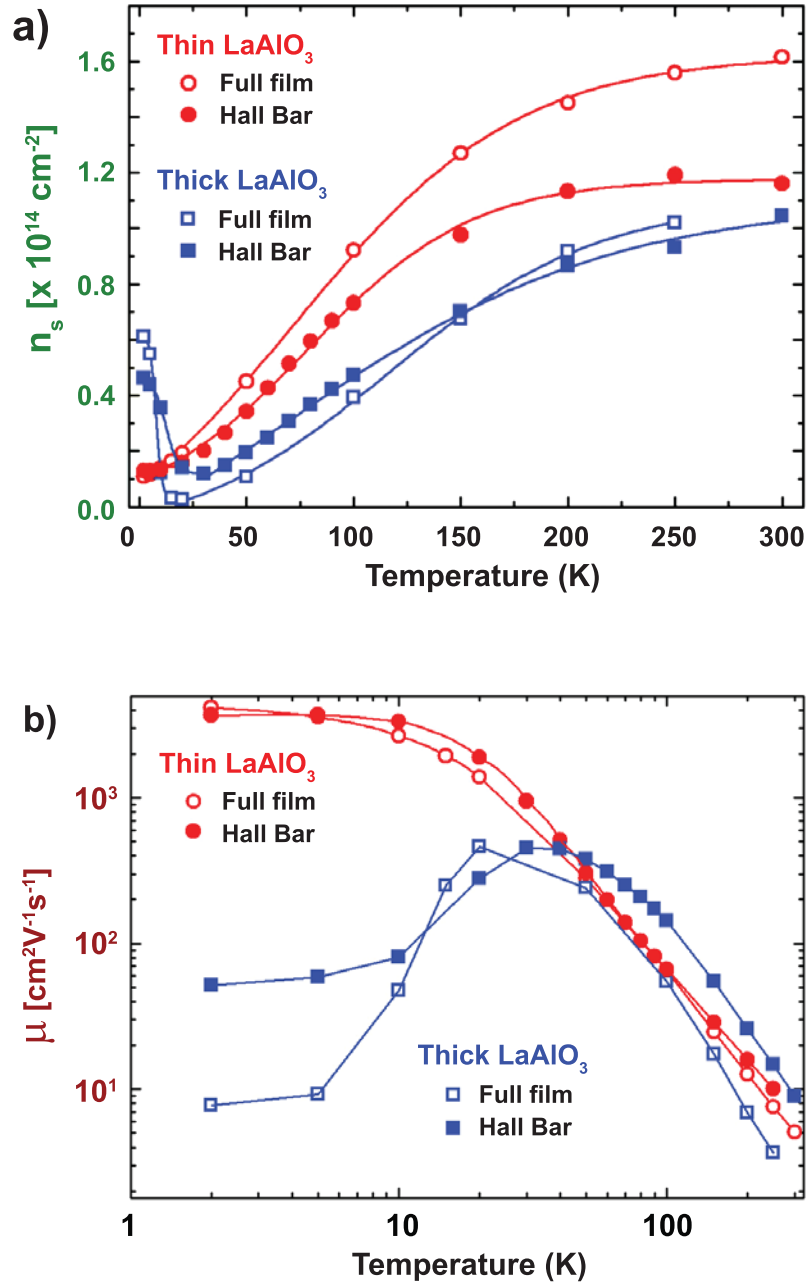 a)
Thin LaAlO3
Full film
Hall Bar
Thick LaAlO3
Full film
Hall Bar
ns [x 10^14 cm^-2]
1.6
1.2
0.8
0.4
0.0
0 50 100 150 200 250 300
Temperature (K)
b)
Thin LaAlO3
Full film
Hall Bar
μ [cm^2V^-1s^-1]
10^3
10^2
10^1
Thick LaAlO3
Full film
Hall Bar
1 10 100
Temperature (K)